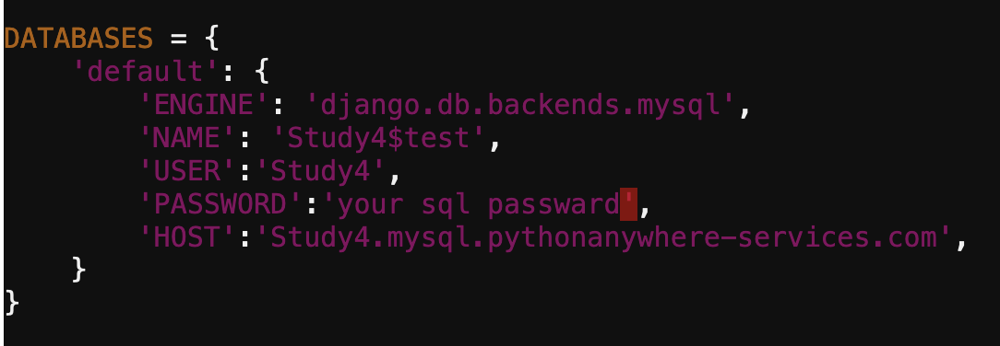 DATABASES = {
    'default': {
        'ENGINE': 'django.db.backends.mysql',
        'NAME': 'Study4$test',
        'USER':'Study4',
        'PASSWORD':'your sql passward',
        'HOST':'Study4.mysql.pythonanywhere-services.com',
    }
}